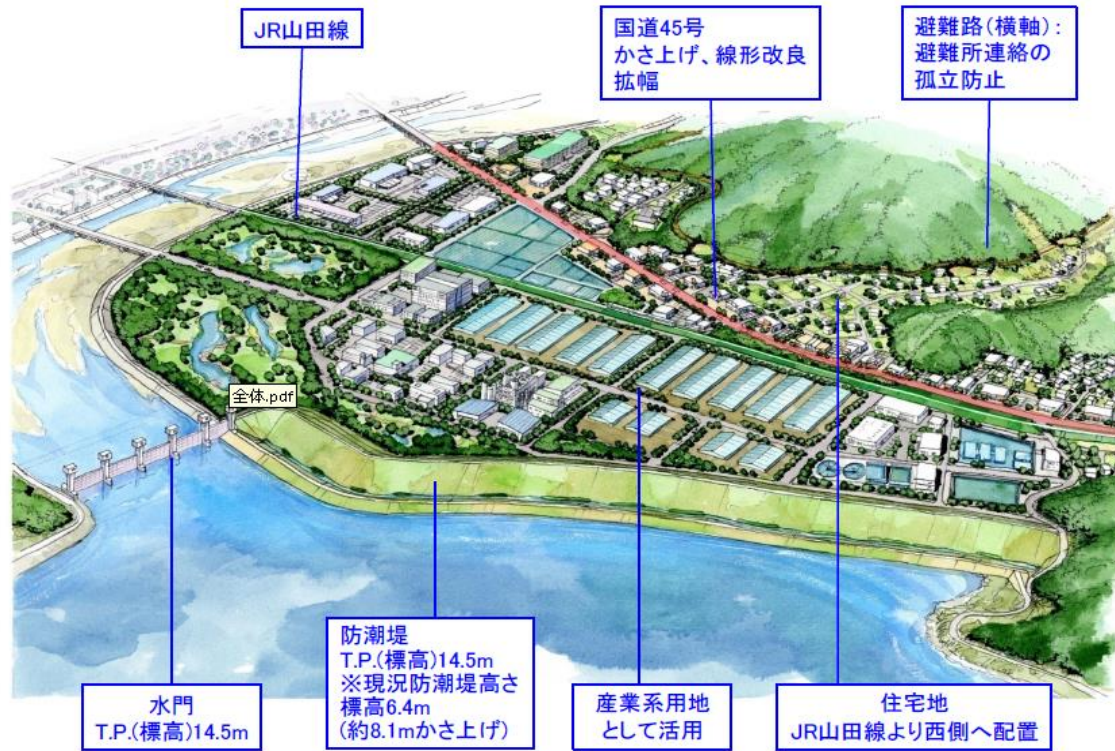 JR山田線
国道45号
かさ上げ、線形改良
拡幅
避難路(横軸):
避難所連絡の
孤立防止
全体.pdf
水門
T.P.(標高)14.5m
防潮堤
T.P.(標高)14.5m
※現況防潮堤高さ
標高6.4m
(約8.1mかさ上げ)
産業系用地
として活用
住宅地
JR山田線より西側へ配置